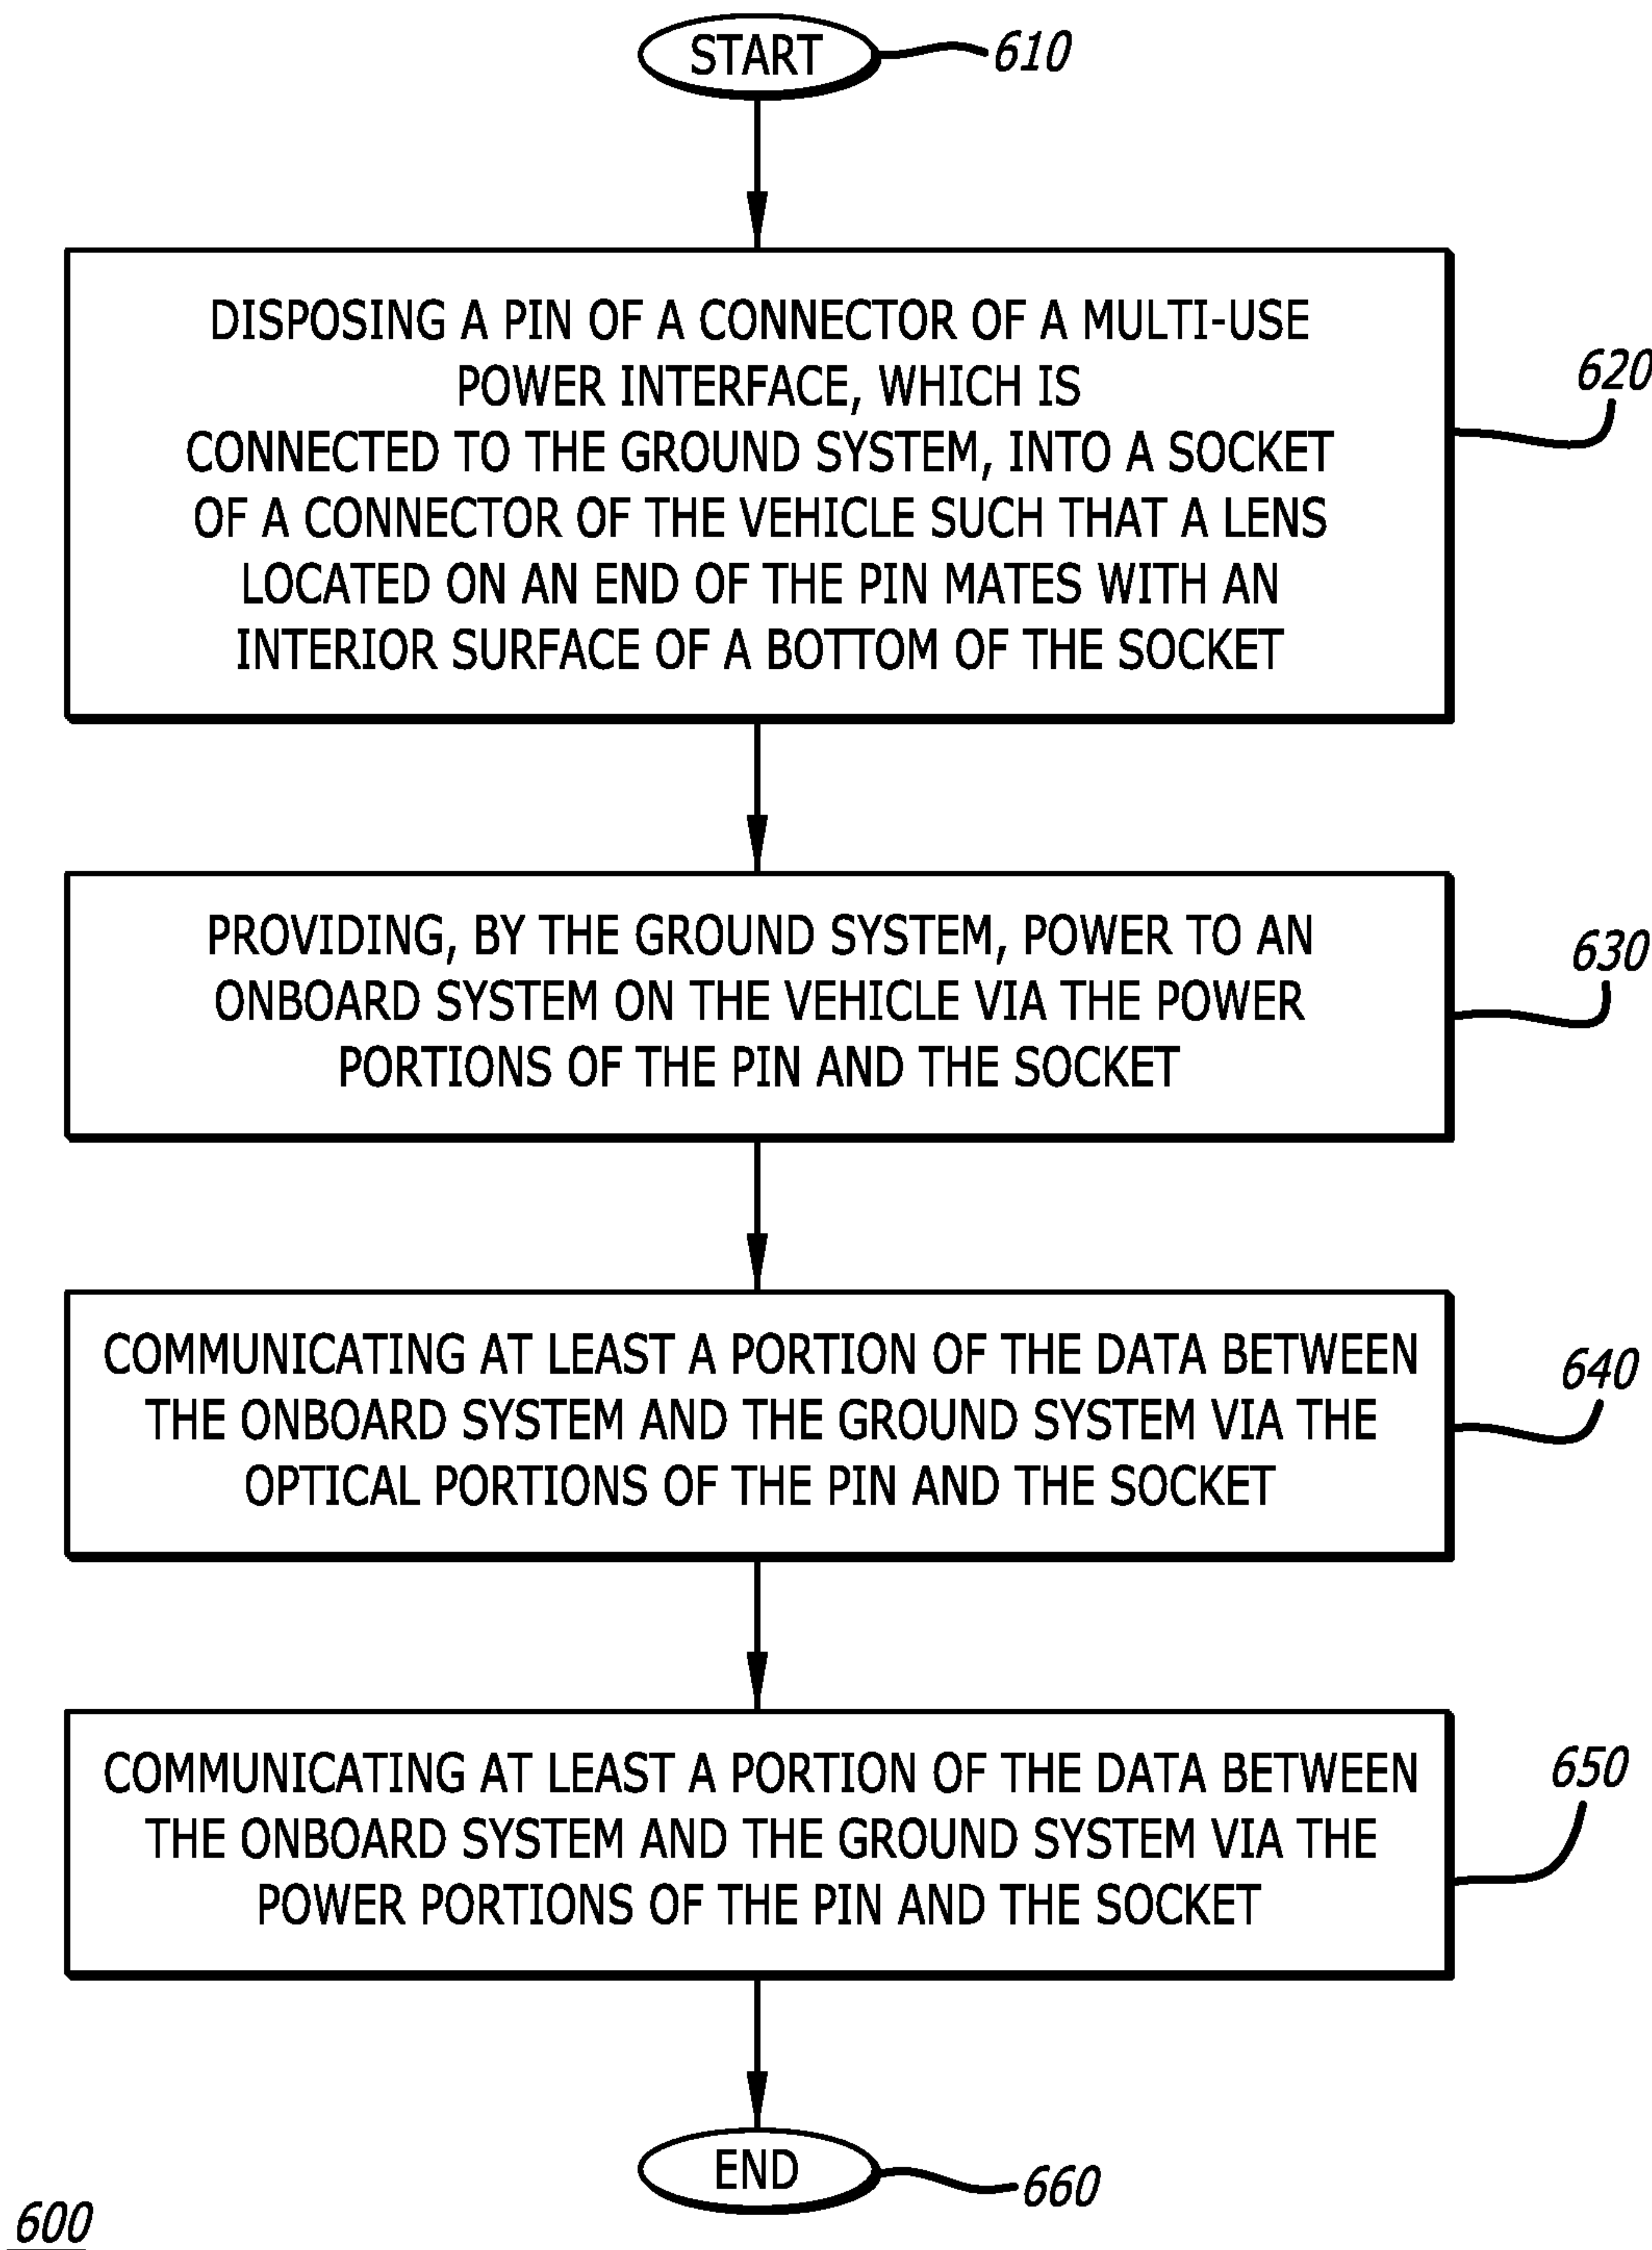 START
610
DISPOSING A PIN OF A CONNECTOR OF A MULTI-USE
POWER INTERFACE, WHICH IS
CONNECTED TO THE GROUND SYSTEM, INTO A SOCKET
OF A CONNECTOR OF THE VEHICLE SUCH THAT A LENS
LOCATED ON AN END OF THE PIN MATES WITH AN
INTERIOR SURFACE OF A BOTTOM OF THE SOCKET
620
PROVIDING, BY THE GROUND SYSTEM, POWER TO AN
ONBOARD SYSTEM ON THE VEHICLE VIA THE POWER
PORTIONS OF THE PIN AND THE SOCKET
630
COMMUNICATING AT LEAST A PORTION OF THE DATA BETWEEN
THE ONBOARD SYSTEM AND THE GROUND SYSTEM VIA THE
OPTICAL PORTIONS OF THE PIN AND THE SOCKET
640
COMMUNICATING AT LEAST A PORTION OF THE DATA BETWEEN
THE ONBOARD SYSTEM AND THE GROUND SYSTEM VIA THE
POWER PORTIONS OF THE PIN AND THE SOCKET
650
END
660
600